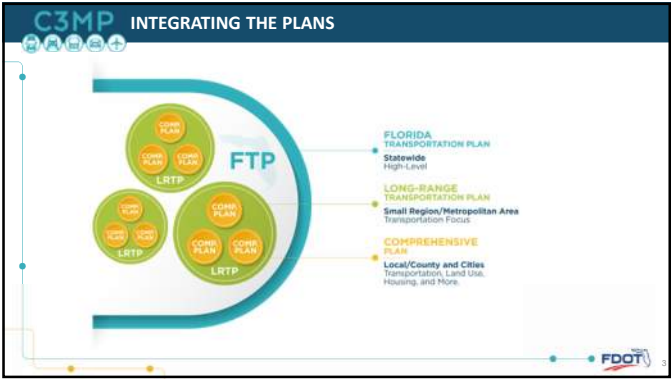 C3MP
INTEGRATING THE PLANS
COMP.
PLAN
COMP.
PLAN
COMP.
PLAN
LRTP
FTP
COMP.
PLAN
COMP.
PLAN
COMP.
PLAN
LRTP
COMP.
PLAN
COMP.
PLAN
COMP.
PLAN
LRTP
FLORIDA
TRANSPORTATION PLAN
Statewide
High-Level
LONG-RANGE
TRANSPORTATION PLAN
Small Region/Metropolitan Area
Transportation Focus
COMPREHENSIVE
PLAN
Local/County and Cities
Transportation, Land Use,
Housing, and More.
FDOT
3